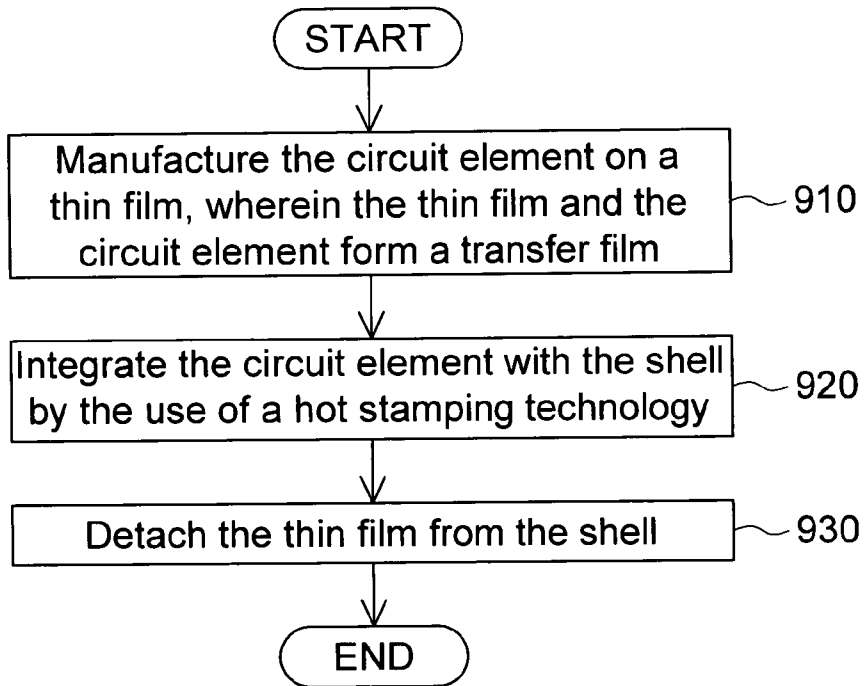 START
Manufacture the circuit element on a
thin film, wherein the thin film and the
circuit element form a transfer film
910
Integrate the circuit element with the shell
by the use of a hot stamping technology
920
Detach the thin film from the shell
930
END